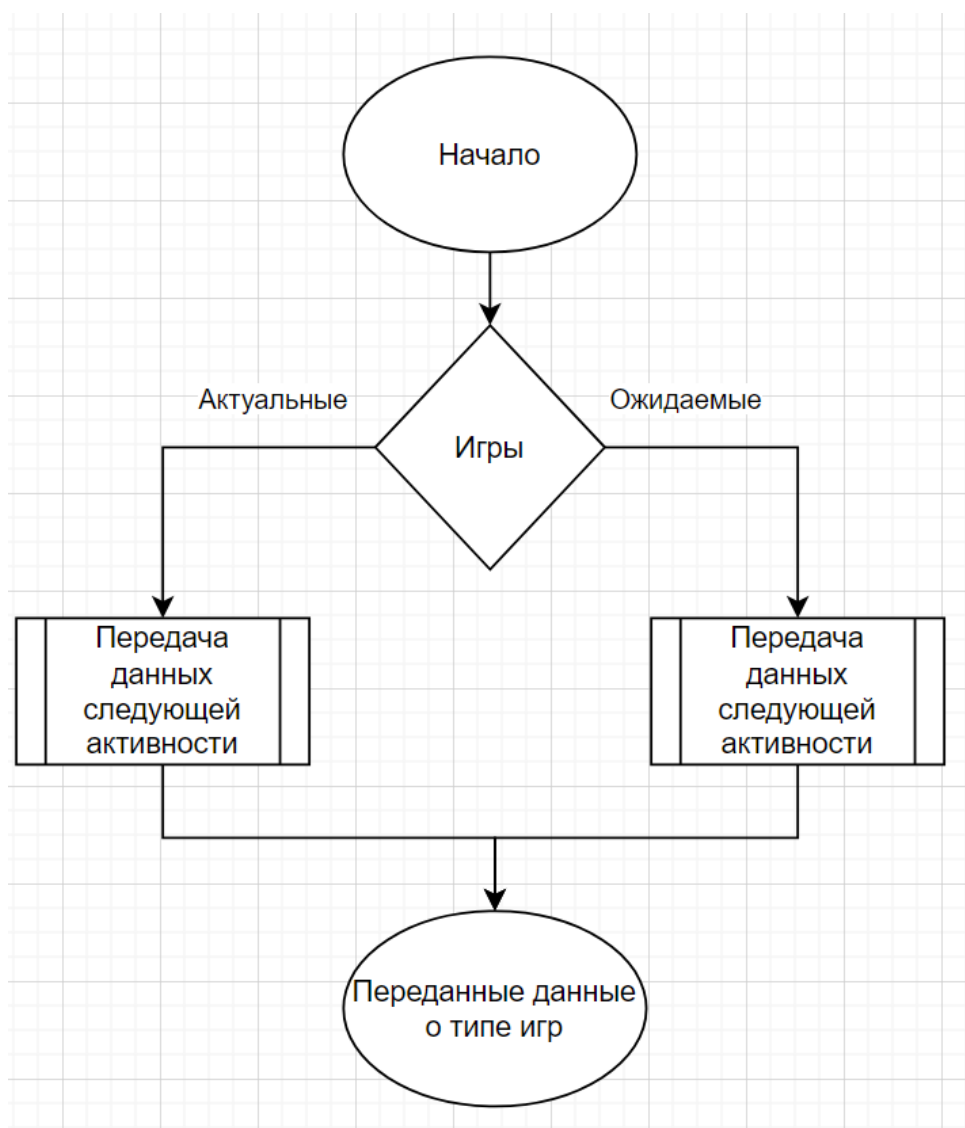 Начало
Актуальные
Ожидаемые
Игры
Передача
данных
следующей
активности
Передача
данных
следующей
активности
Переданные данные
о типе игр